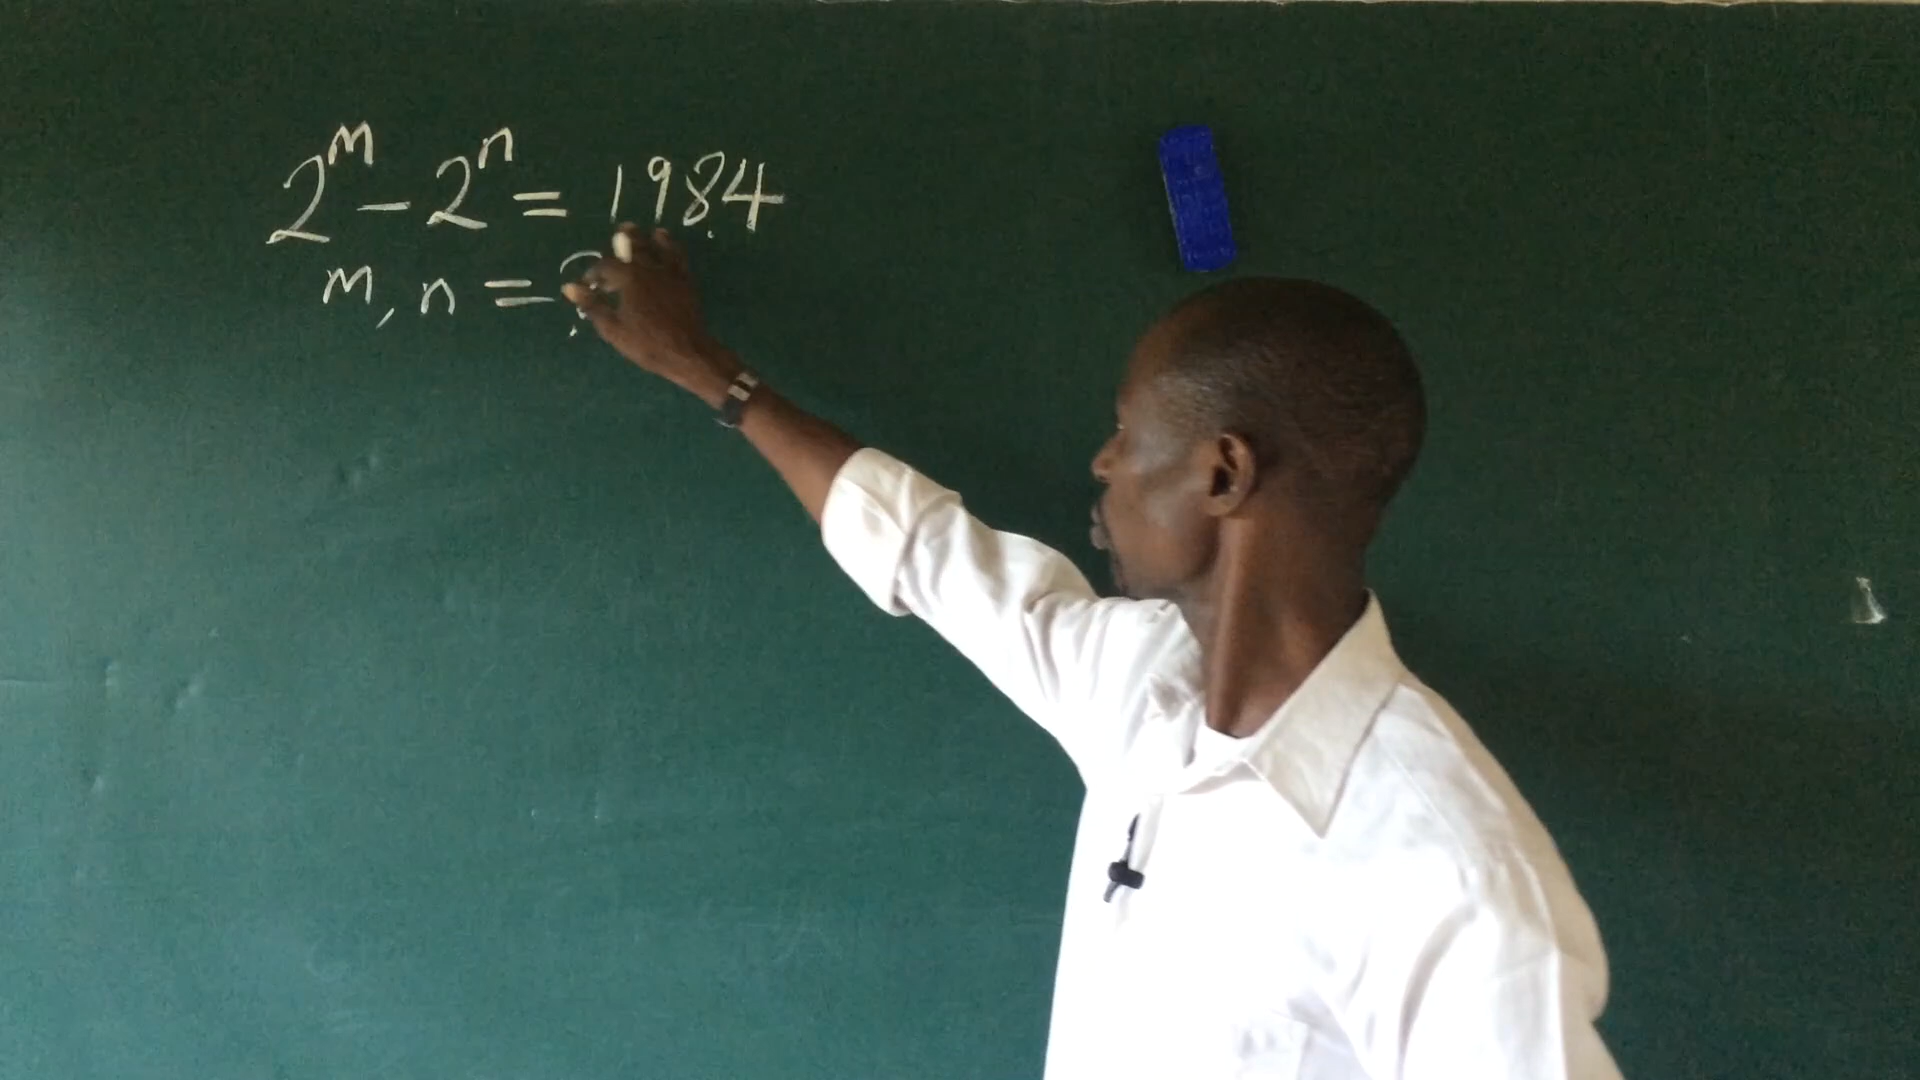 2^m - 2^n = 1984
m, n = ?